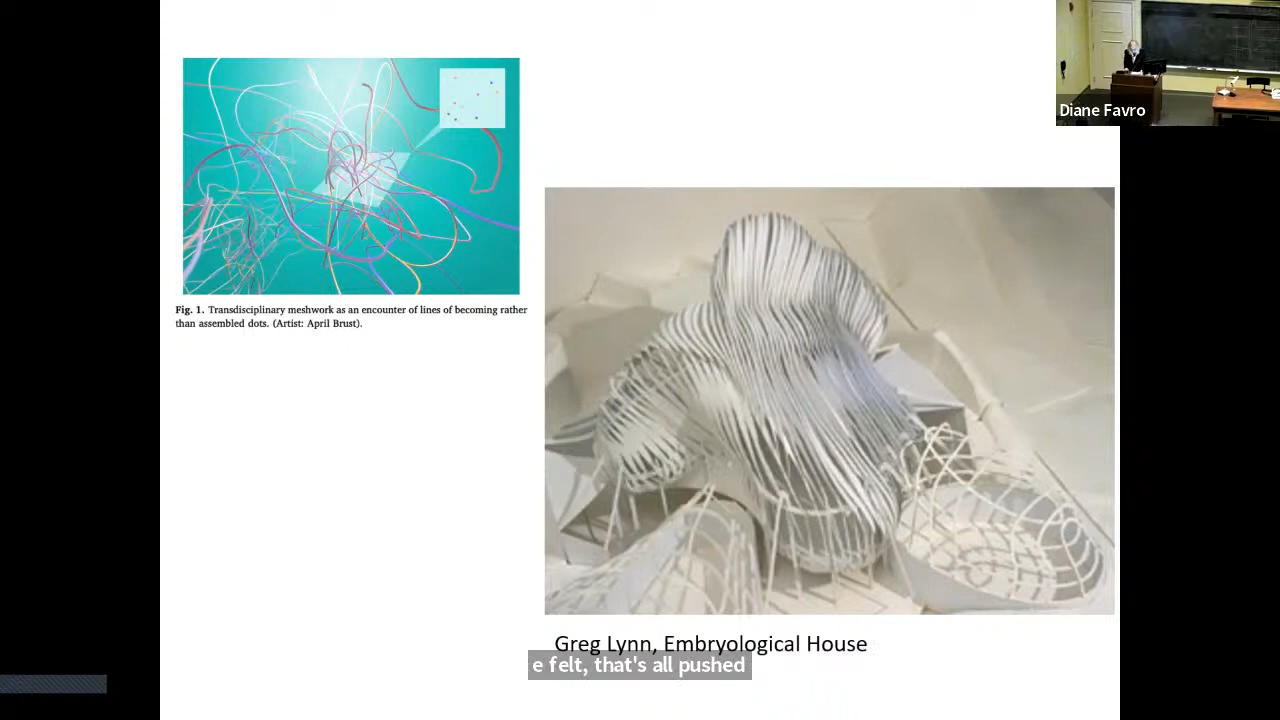 Diane Favro
Fig. 1. Transdisciplinary meshwork as an encounter of lines of becoming rather
than assembled dots. (Artist: April Brust).
Greg Lynn, Embryological House
e felt, that's all pushed